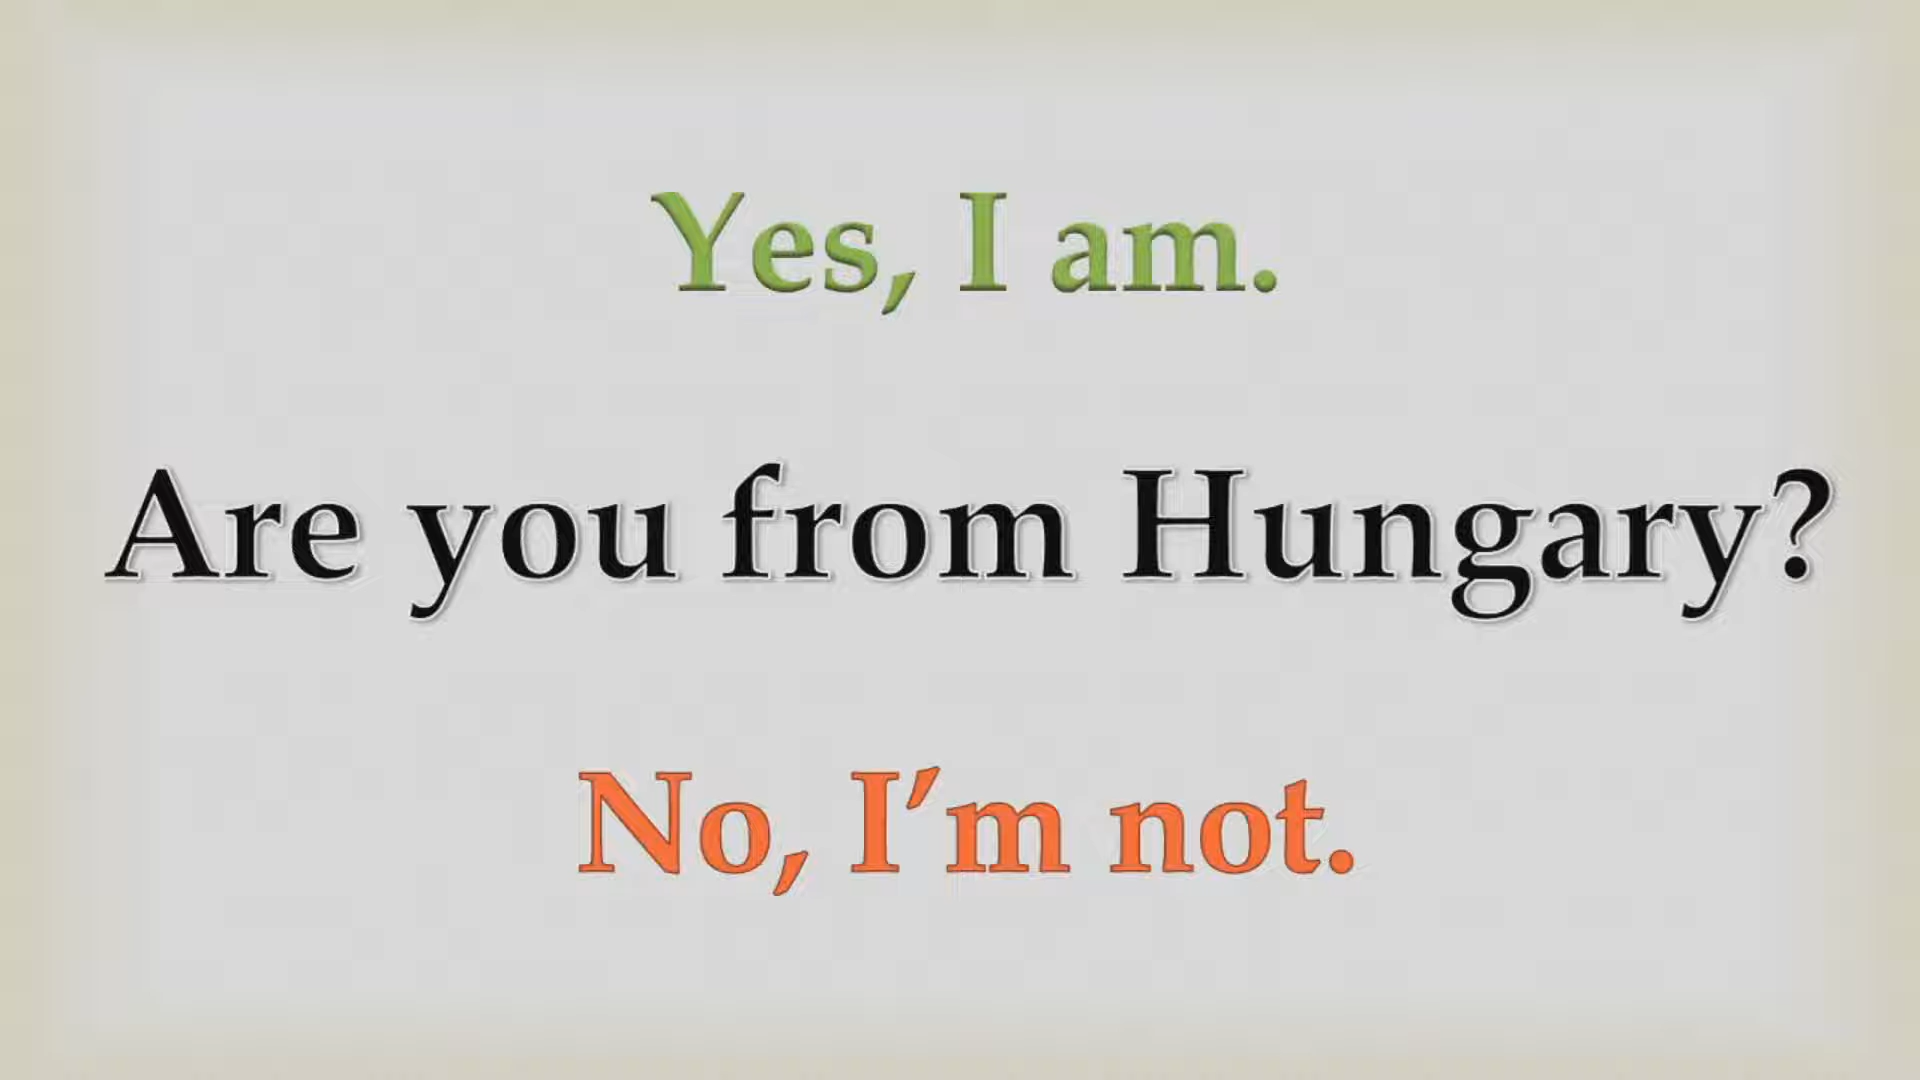 Yes, I am.
Are you from Hungary?
No, I’m not.